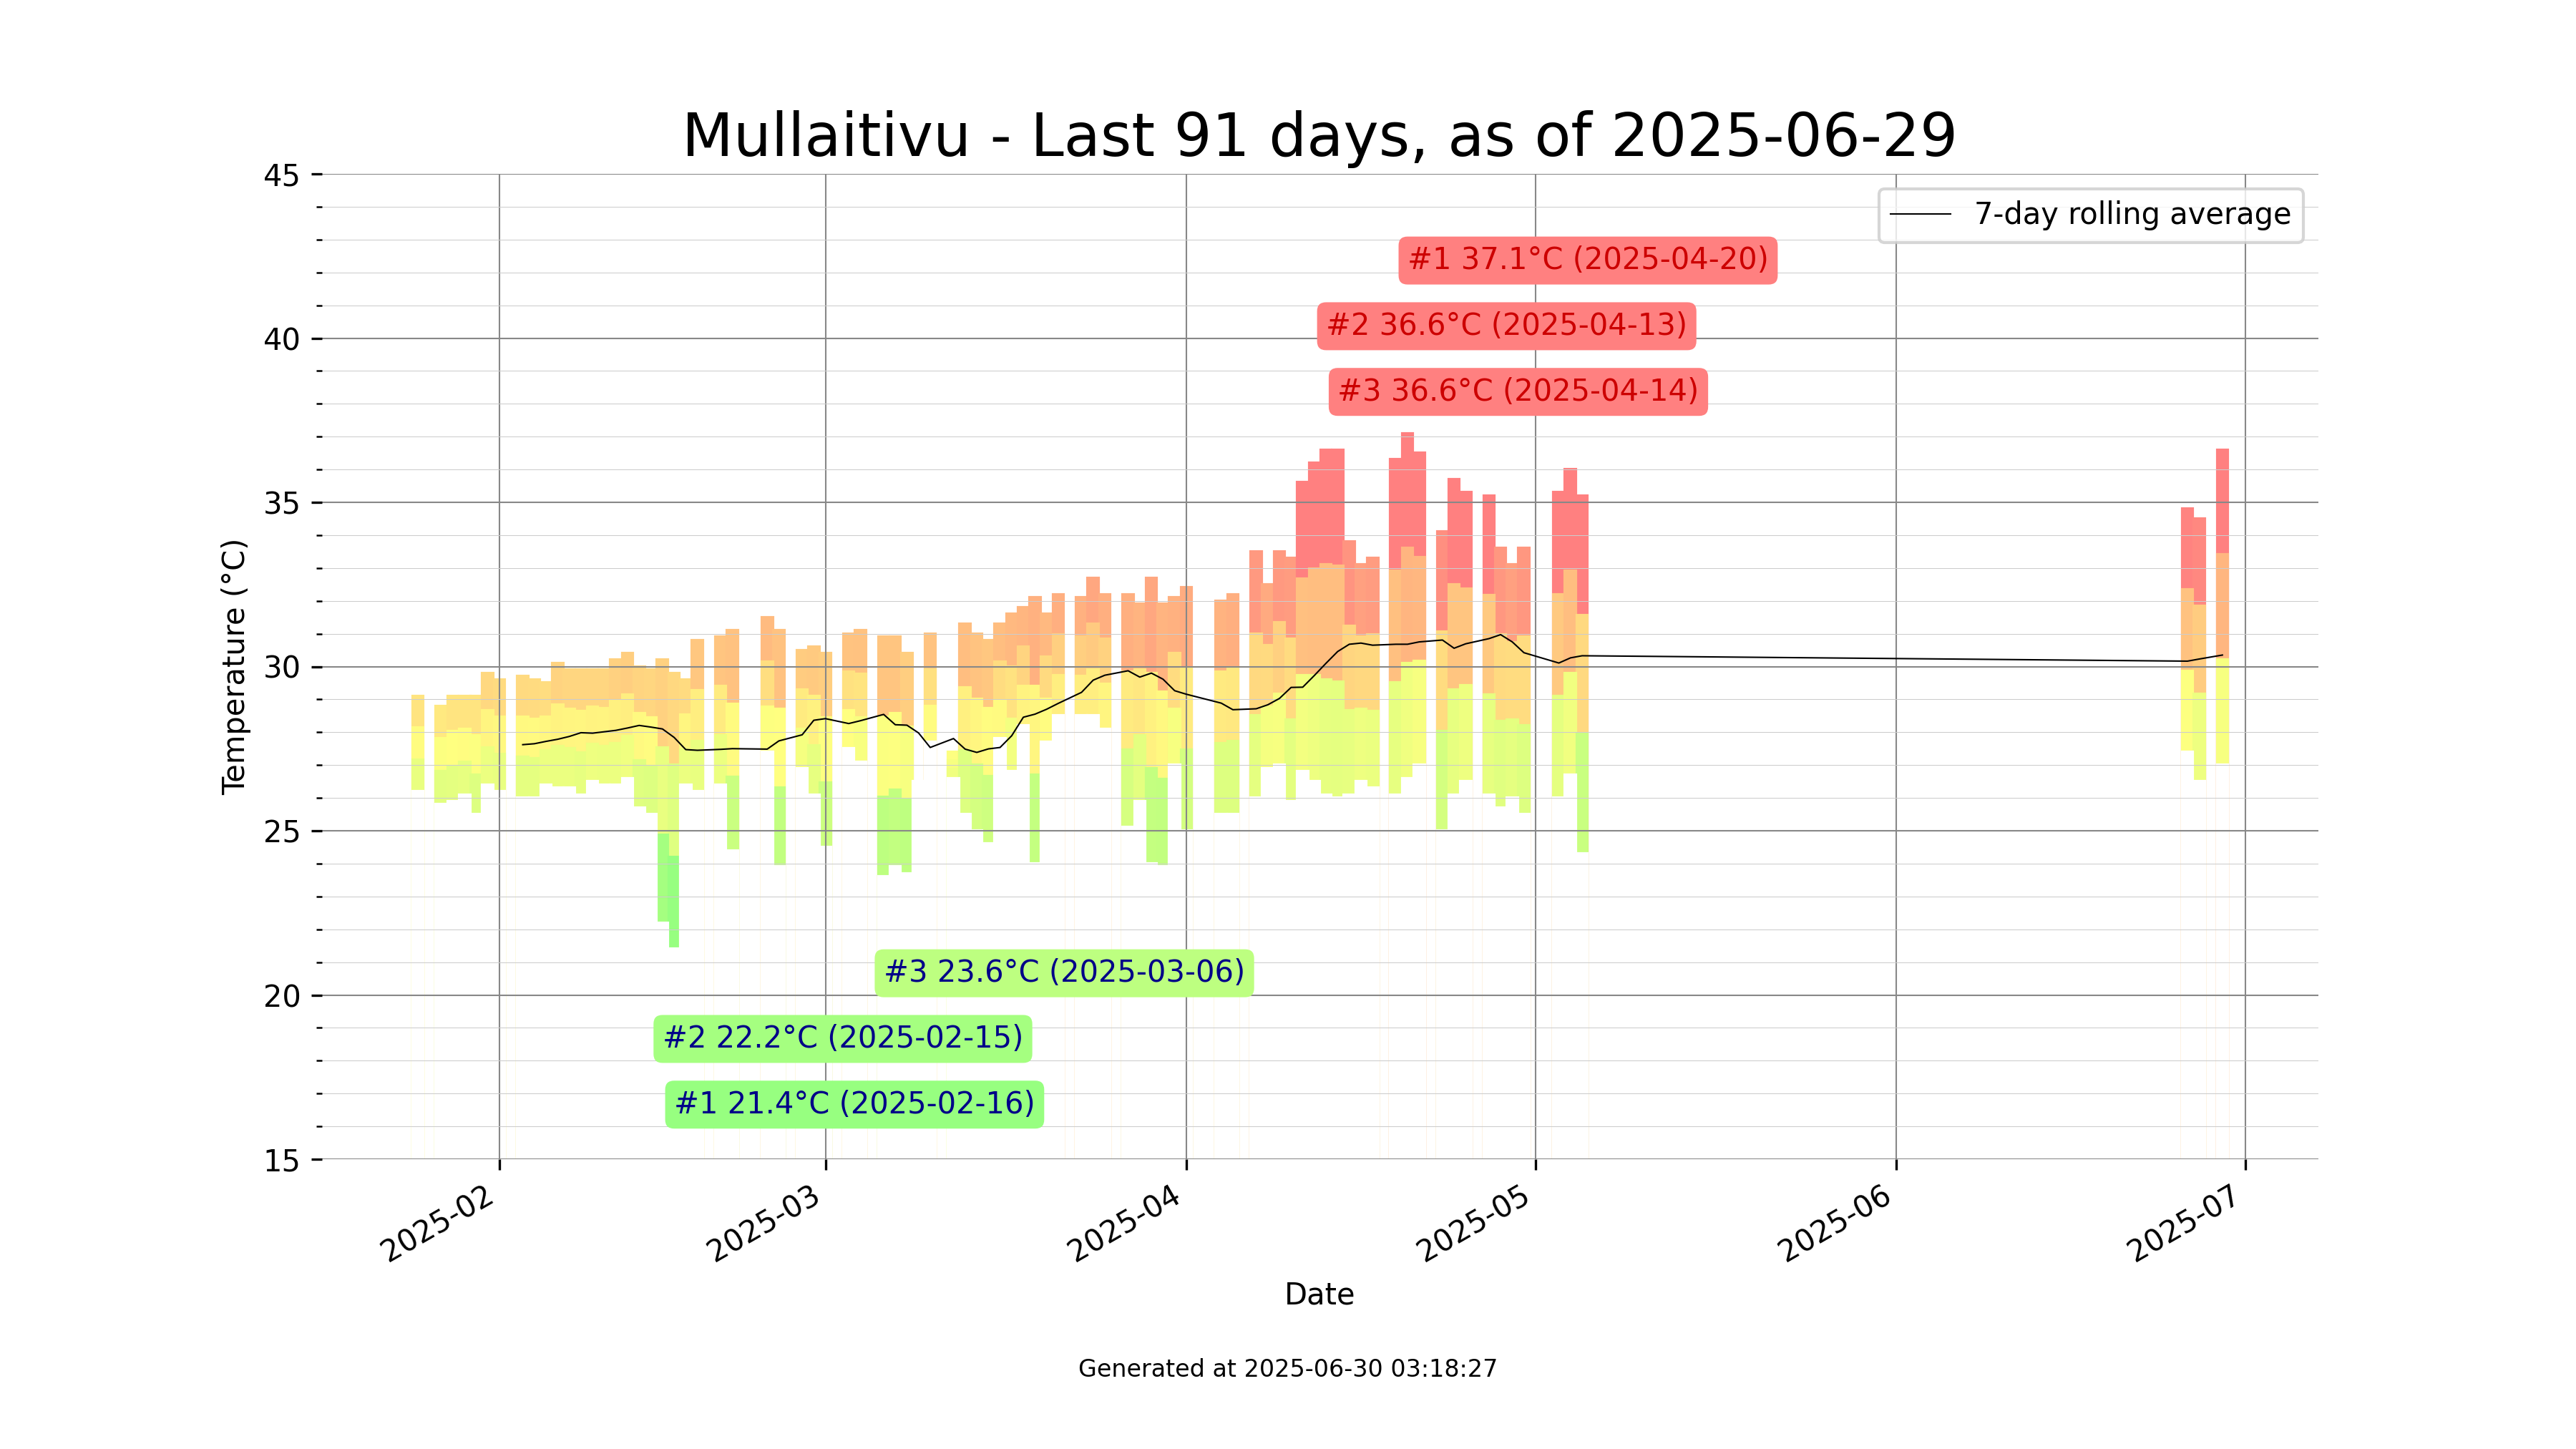 Mullaitivu - Last 91 days, as of 2025-06-29
45
40
35
30
25
20
15
Temperature (°C)
7-day rolling average
#1 37.1°C (2025-04-20)
#2 36.6°C (2025-04-13)
#3 36.6°C (2025-04-14)
#3 23.6°C (2025-03-06)
#2 22.2°C (2025-02-15)
#1 21.4°C (2025-02-16)
2025-02
2025-03
2025-04
2025-05
2025-06
2025-07
Date
Generated at 2025-06-30 03:18:27